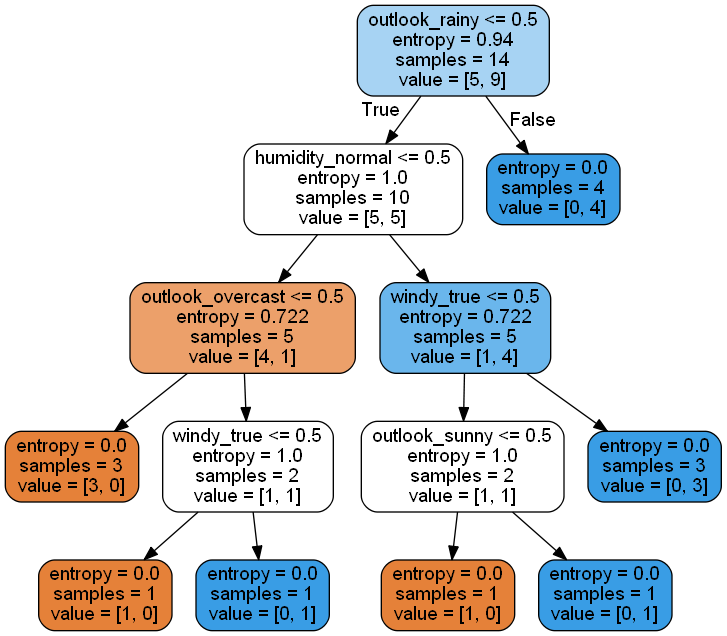 outlook_rainy <= 0.5
entropy = 0.94
samples = 14
value = [5, 9]
True
False
humidity_normal <= 0.5
entropy = 1.0
samples = 10
value = [5, 5]
entropy = 0.0
samples = 4
value = [0, 4]
outlook_overcast <= 0.5
entropy = 0.722
samples = 5
value = [4, 1]
windy_true <= 0.5
entropy = 0.722
samples = 5
value = [1, 4]
entropy = 0.0
samples = 3
value = [3, 0]
windy_true <= 0.5
entropy = 1.0
samples = 2
value = [1, 1]
outlook_sunny <= 0.5
entropy = 1.0
samples = 2
value = [1, 1]
entropy = 0.0
samples = 3
value = [0, 3]
entropy = 0.0
samples = 1
value = [1, 0]
entropy = 0.0
samples = 1
value = [0, 1]
entropy = 0.0
samples = 1
value = [1, 0]
entropy = 0.0
samples = 1
value = [0, 1]